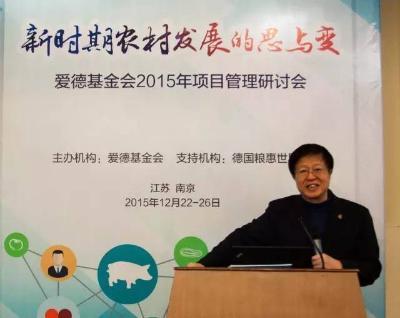 新时期农村发展的思与变
爱德基金会2015年项目管理研讨会
主办机构：爱德基金会 支持机构：德国粮惠世
江苏 南京
2015年12月22-26日